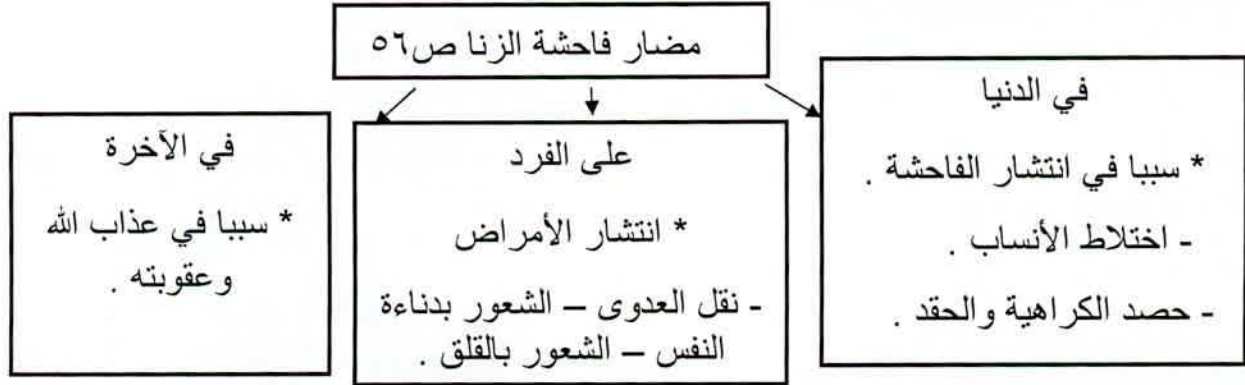 مضار فاحشة الزنا ص٥٦
في الدنيا
* سببا في انتشار الفاحشة .
- اختلاط الأنساب .
- حصد الكراهية والحقد .
على الفرد
* انتشار الأمراض
- نقل العدوى – الشعور بدناءة
النفس – الشعور بالقلق .
في الآخرة
* سببا في عذاب الله
وعقوبته .